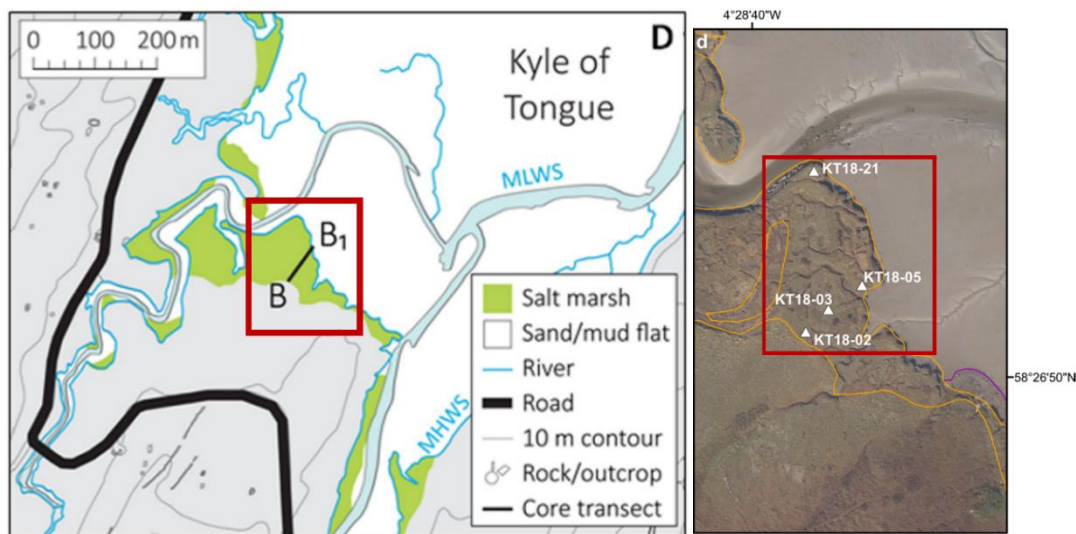 0 100 200 m
D
Kyle of
Tongue
MLWS
B₁
B
MHWS
Salt marsh
Sand/mud flat
River
Road
10 m contour
Rock/outcrop
Core transect
4°28'40"W
d
KT18-21
KT18-05
KT18-03
KT18-02
58°26'50"N